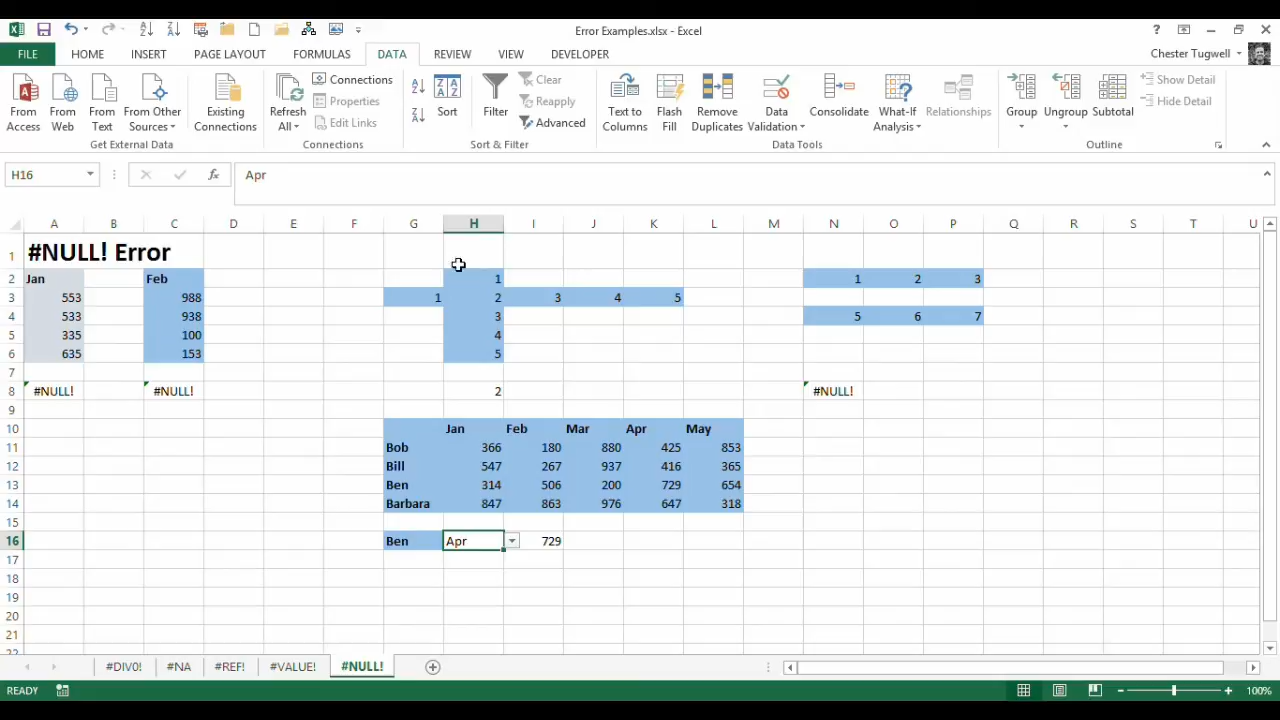 Error Examples.xlsx - Excel
FILE HOME INSERT PAGE LAYOUT FORMULAS DATA REVIEW VIEW DEVELOPER Chester Tugwell
From Access
From Web
From Text
From Other Sources
Existing Connections
Get External Data
Refresh All
Connections
Properties
Edit Links
Connections
Sort
Filter
Clear
Reapply
Advanced
Sort & Filter
Text to Columns
Flash Fill
Remove Duplicates
Data Validation
Consolidate
What-If Analysis
Relationships
Data Tools
Group
Ungroup
Subtotal
Show Detail
Hide Detail
Outline
H16 fx Apr
A B C D E F G H I J K L M N O P Q R S T U
1 #NULL! Error
2 Jan Feb 1 1 2 3
3 553 988 1 2 3 4 5
4 533 938 3 5 6 7
5 335 100 4
6 635 153 5
7
8 #NULL! #NULL! 2 #NULL!
9
10 Jan Feb Mar Apr May
11 Bob 366 180 880 425 853
12 Bill 547 267 937 416 365
13 Ben 314 506 200 729 654
14 Barbara 847 863 976 647 318
15
16 Ben Apr 729
17
18
19
20
21
22
#DIV0! #NA #REF! #VALUE! #NULL!
READY 100%